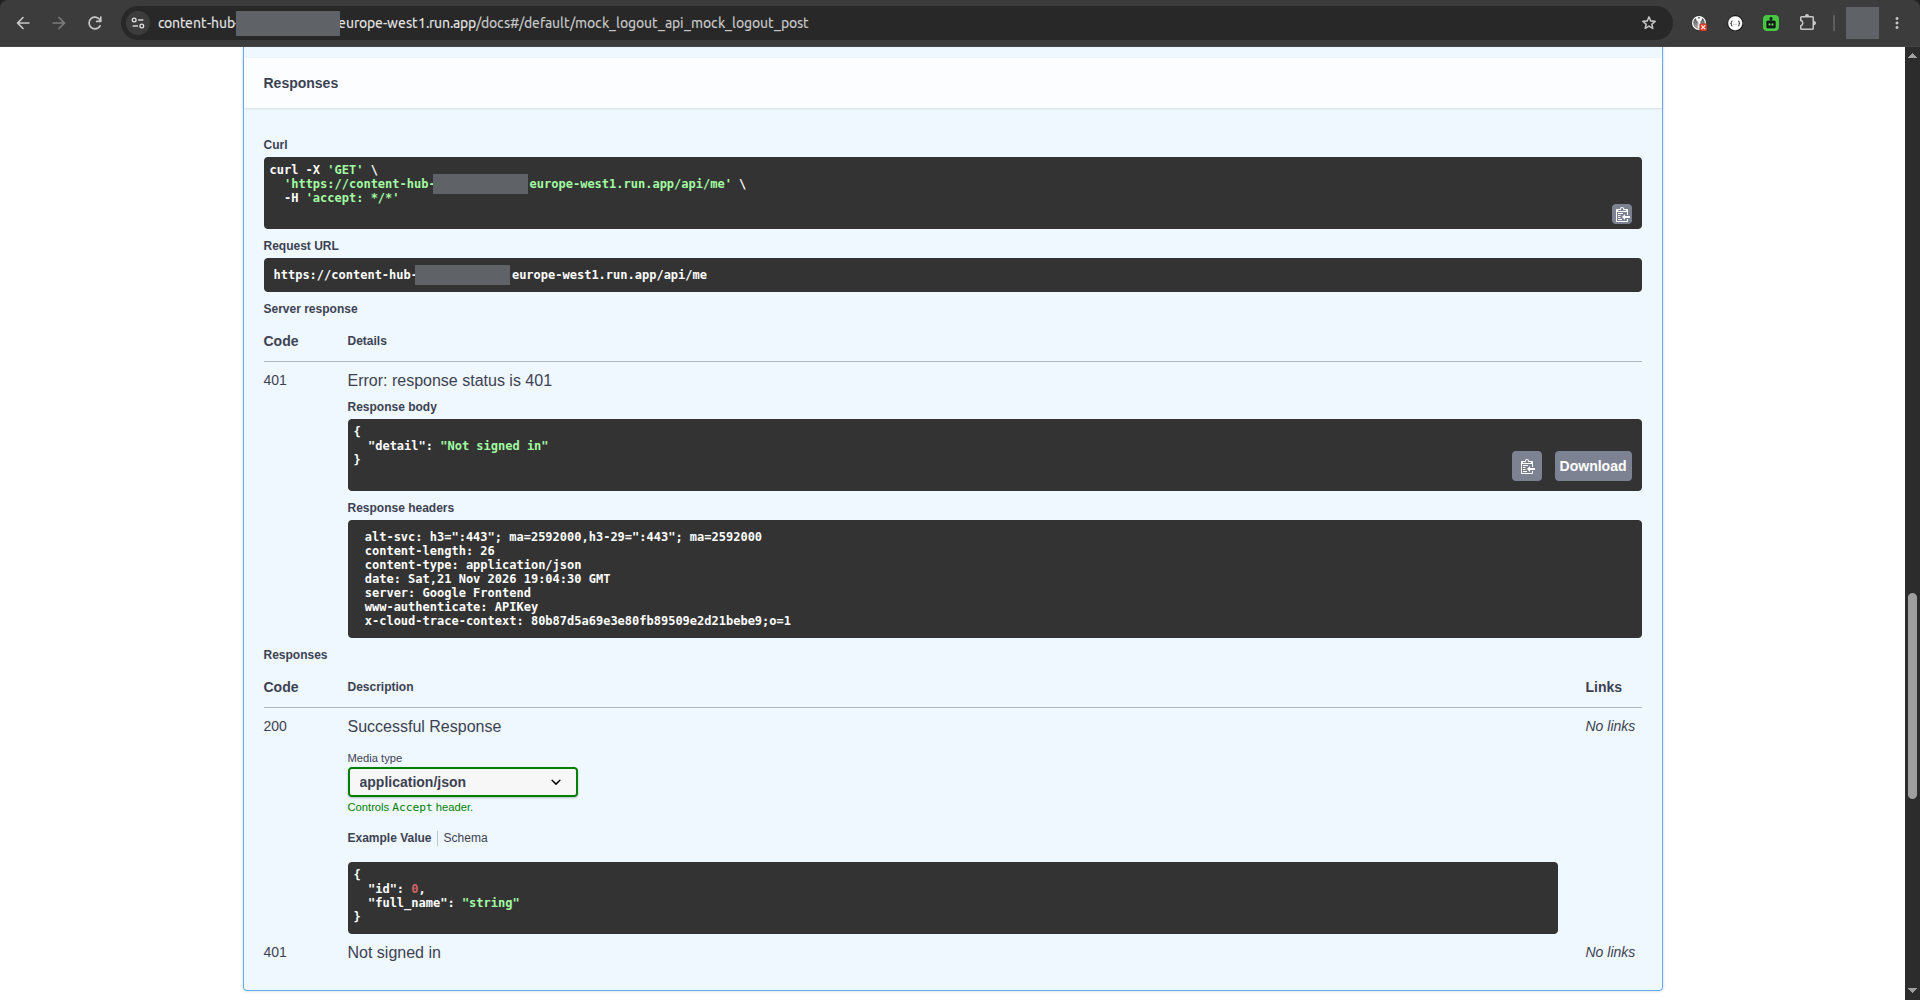 content-hub- europe-west1.run.app/docs#/default/mock_logout_api_mock_logout_post
Responses
Curl
curl -X 'GET' \
'https://content-hub- europe-west1.run.app/api/me' \
-H 'accept: */*'
Request URL
https://content-hub- europe-west1.run.app/api/me
Server response
Code Details
401 Error: response status is 401
Response body
{
"detail": "Not signed in"
}
Download
Response headers
alt-svc: h3=":443"; ma=2592000,h3-29=":443"; ma=2592000
content-length: 26
content-type: application/json
date: Sat,21 Nov 2026 19:04:30 GMT
server: Google Frontend
www-authenticate: APIKey
x-cloud-trace-context: 80b87d5a69e3e80fb89509e2d21bebe9;o=1
Responses
Code Description Links
200 Successful Response No links
Media type
application/json
Controls Accept header.
Example Value Schema
{
"id": 0,
"full_name": "string"
}
401 Not signed in No links